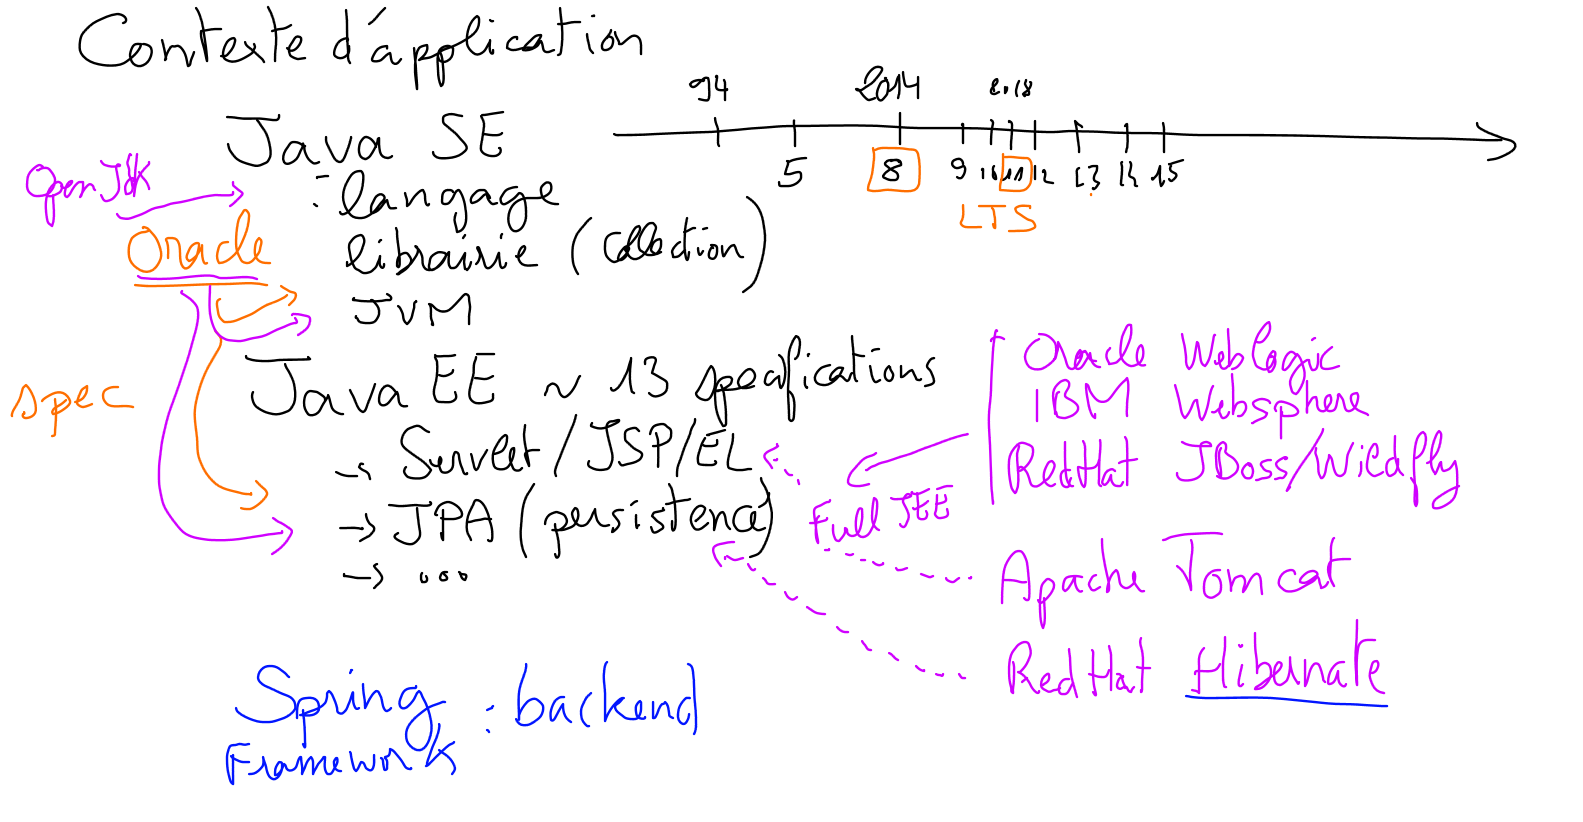 Contexte d'application
94 2014 2018
5 8 9 10 11 12 13 14 15
LTS
Java SE
OpenJdk
: langage
Oracle
librairie (collection)
JVM
Java EE ~ 13 specifications
spec
→ Servlet/JSP/EL
→ JPA (persistence)
→ ...
Oracle Weblogic
IBM Websphere
RedHat JBoss/Wildfly
Full JEE
Apache Tomcat
RedHat Hibernate
Spring : backend
Framework